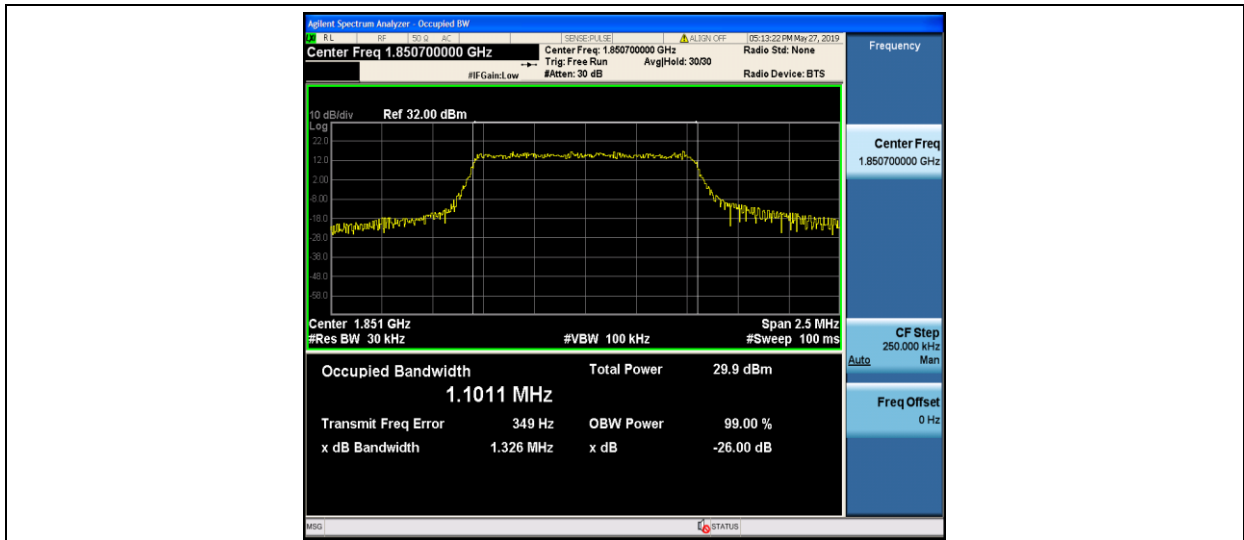 Agilent Spectrum Analyzer - Occupied BW
RL RF 50 Ω AC SENSE:PULSE ALIGN OFF 05:13:22 PM May 27, 2019
Center Freq 1.850700000 GHz
Center Freq: 1.850700000 GHz Radio Std: None
Trig: Free Run Avg|Hold: 30/30
#IFGain:Low #Atten: 30 dB Radio Device: BTS
Frequency
10 dB/div Ref 32.00 dBm
Log
22.0
12.0
2.00
-8.00
-18.0
-28.0
-38.0
-48.0
-58.0
Center 1.851 GHz Span 2.5 MHz
#Res BW 30 kHz #VBW 100 kHz #Sweep 100 ms
Occupied Bandwidth Total Power 29.9 dBm
1.1011 MHz
Transmit Freq Error 349 Hz OBW Power 99.00 %
x dB Bandwidth 1.326 MHz x dB -26.00 dB
Center Freq
1.850700000 GHz
CF Step
250.000 kHz
Auto Man
Freq Offset
0 Hz
MSG STATUS